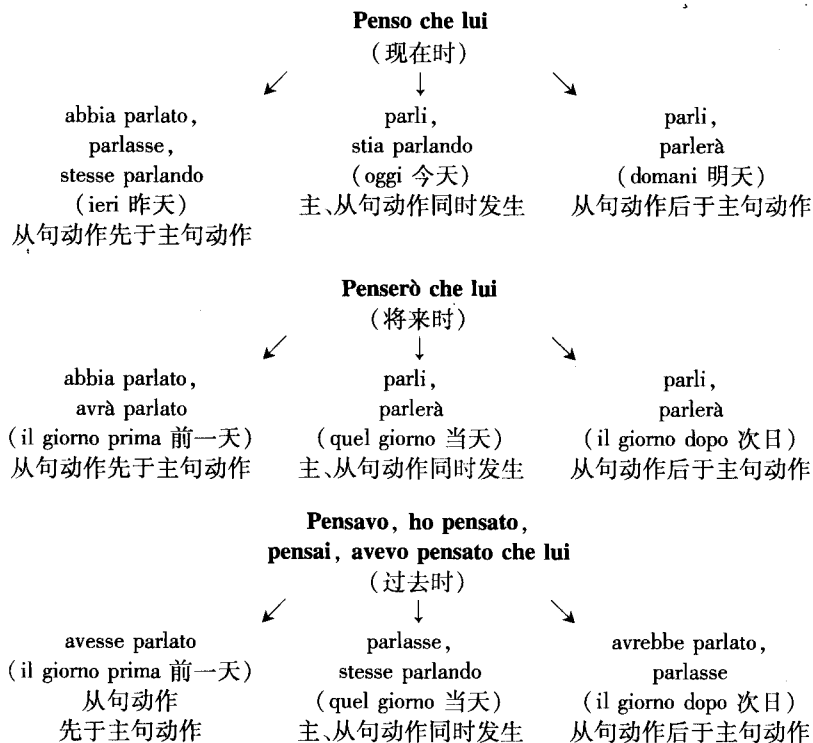 Penso che lui
(现在时)
↙ ↓ ↘
abbia parlato,
parlasse,
stesse parlando
(ieri 昨天)
从句动作先于主句动作
parli,
stia parlando
(oggi 今天)
主、从句动作同时发生
parli,
parlerà
(domani 明天)
从句动作后于主句动作
Penserò che lui
(将来时)
↙ ↓ ↘
abbia parlato,
avrà parlato
(il giorno prima 前一天)
从句动作先于主句动作
parli,
parlerà
(quel giorno 当天)
主、从句动作同时发生
parli,
parlerà
(il giorno dopo 次日)
从句动作后于主句动作
Pensavo, ho pensato,
pensai, avevo pensato che lui
(过去时)
↙ ↓ ↘
avesse parlato
(il giorno prima 前一天)
从句动作
先于主句动作
parlasse,
stesse parlando
(quel giorno 当天)
主、从句动作同时发生
avrebbe parlato,
parlasse
(il giorno dopo 次日)
从句动作后于主句动作